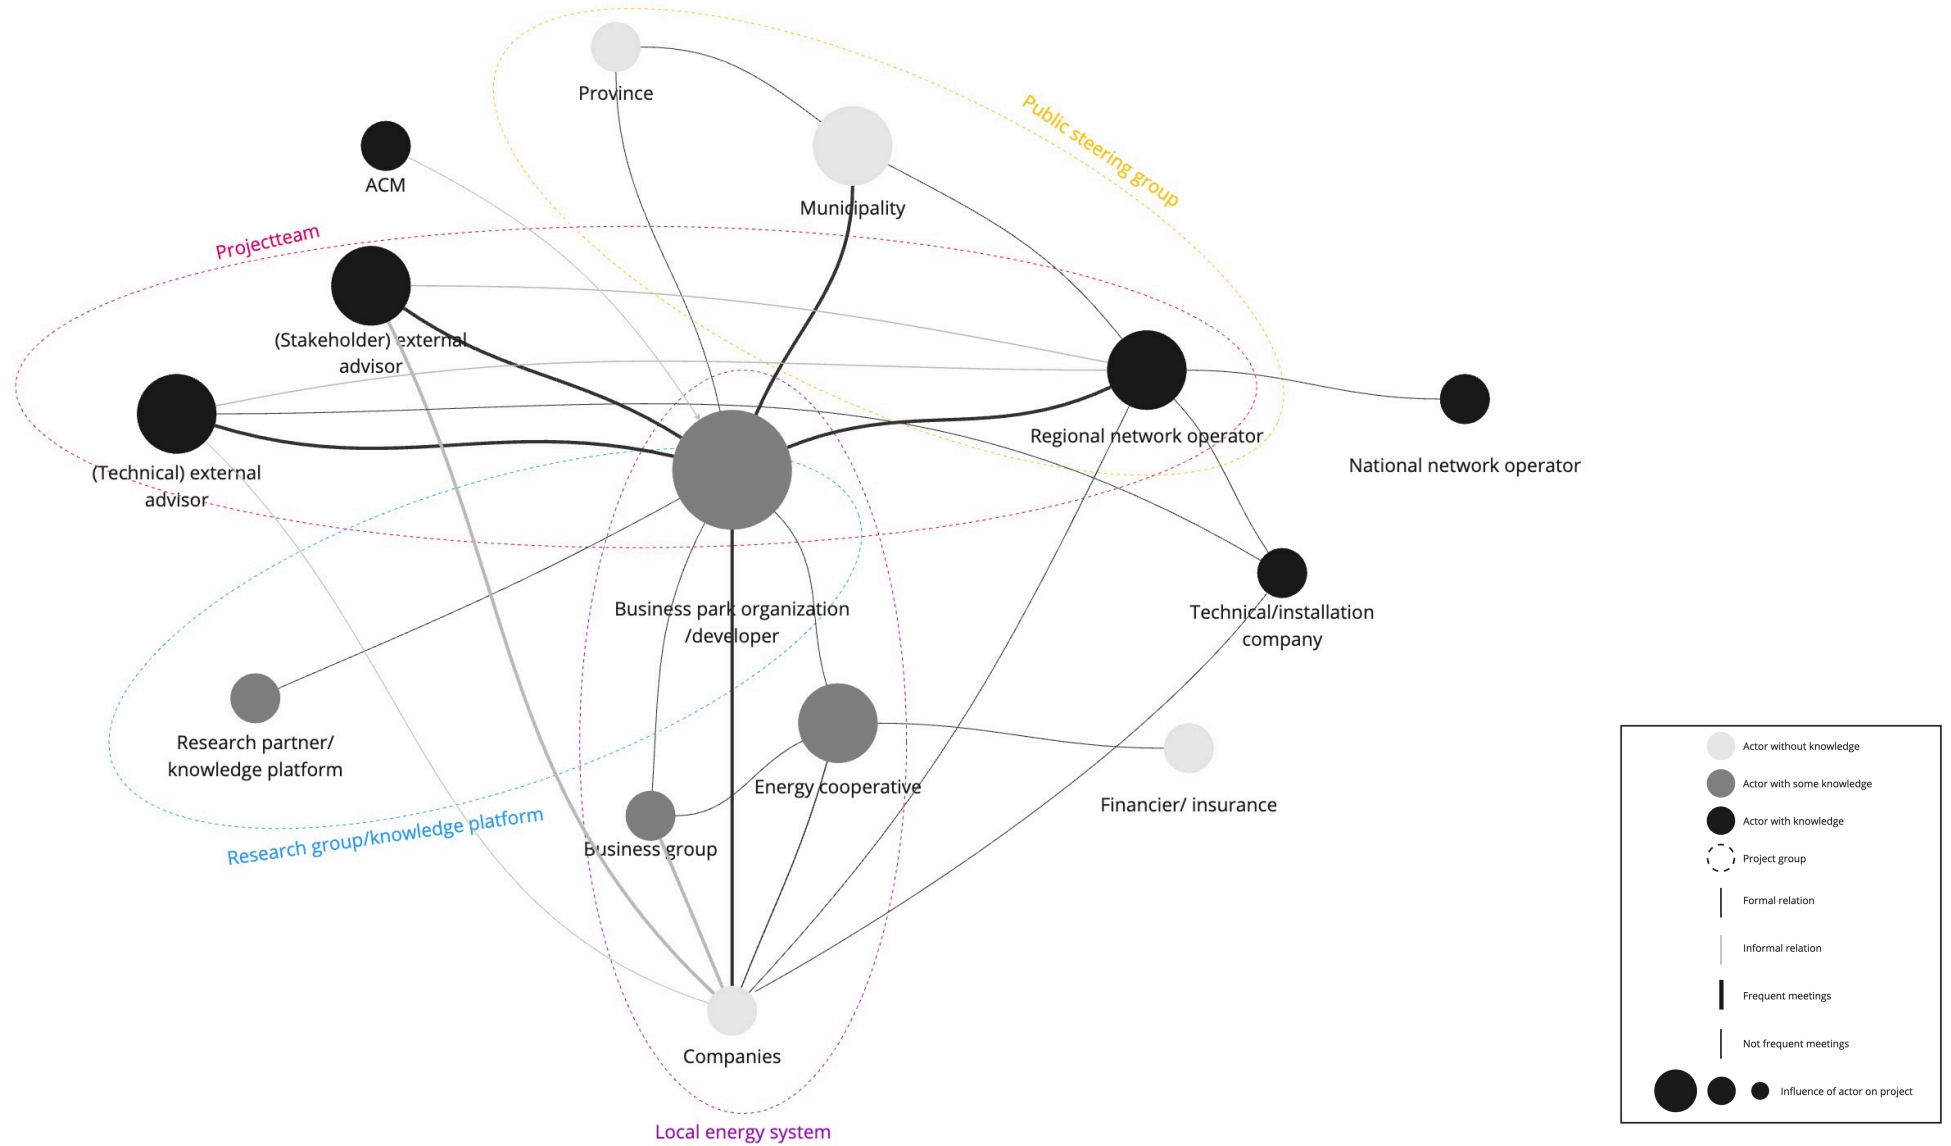 Province
Public steering group
ACM
Municipality
Projectteam
(Stakeholder) external
advisor
Regional network operator
National network operator
(Technical) external
advisor
Business park organization
/developer
Technical/installation
company
Research partner/
knowledge platform
Energy cooperative
Financier/ insurance
Research group/knowledge platform
Business group
Companies
Local energy system
Actor without knowledge
Actor with some knowledge
Actor with knowledge
Project group
Formal relation
Informal relation
Frequent meetings
Not frequent meetings
Influence of actor on project